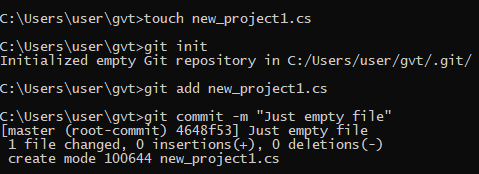 C:\Users\user\gvt>touch new_project1.cs
C:\Users\user\gvt>git init
Initialized empty Git repository in C:/Users/user/gvt/.git/
C:\Users\user\gvt>git add new_project1.cs
C:\Users\user\gvt>git commit -m "Just empty file"
[master (root-commit) 4648f53] Just empty file
 1 file changed, 0 insertions(+), 0 deletions(-)
 create mode 100644 new_project1.cs